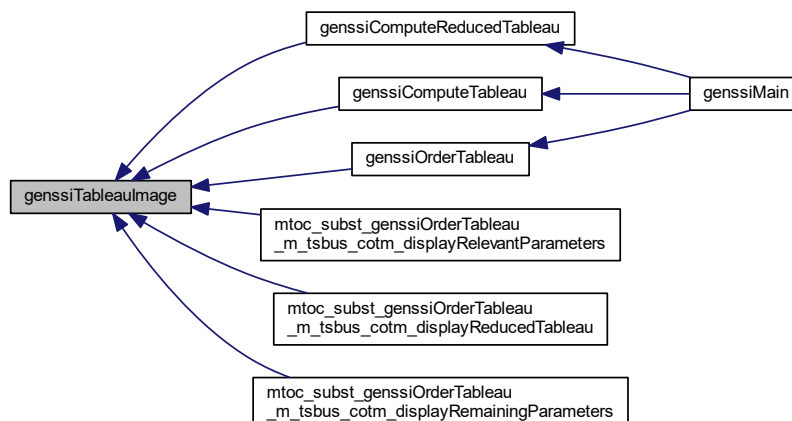 genssiComputeReducedTableau
genssiComputeTableau
genssiMain
genssiOrderTableau
genssiTableauImage
mtoc_subst_genssiOrderTableau
_m_tsbus_cotm_displayRelevantParameters
mtoc_subst_genssiOrderTableau
_m_tsbus_cotm_displayReducedTableau
mtoc_subst_genssiOrderTableau
_m_tsbus_cotm_displayRemainingParameters